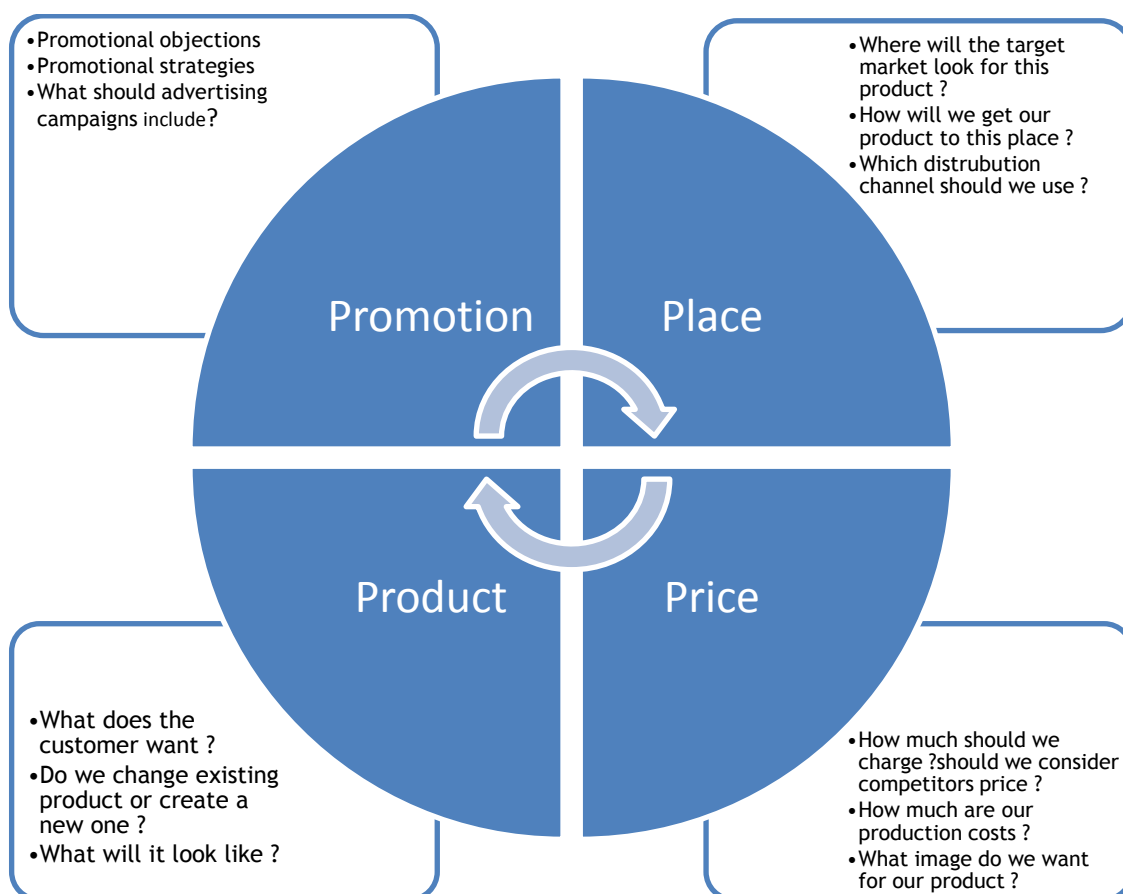 •Promotional objections
•Promotional strategies
•What should advertising
campaigns include?
•Where will the target
market look for this
product ?
•How will we get our
product to this place ?
•Which distrubution
channel should we use ?
Promotion
Place
Product
Price
•What does the
customer want ?
•Do we change existing
product or create a
new one ?
•What will it look like ?
•How much should we
charge ?should we consider
competitors price ?
•How much are our
production costs ?
•What image do we want
for our product ?